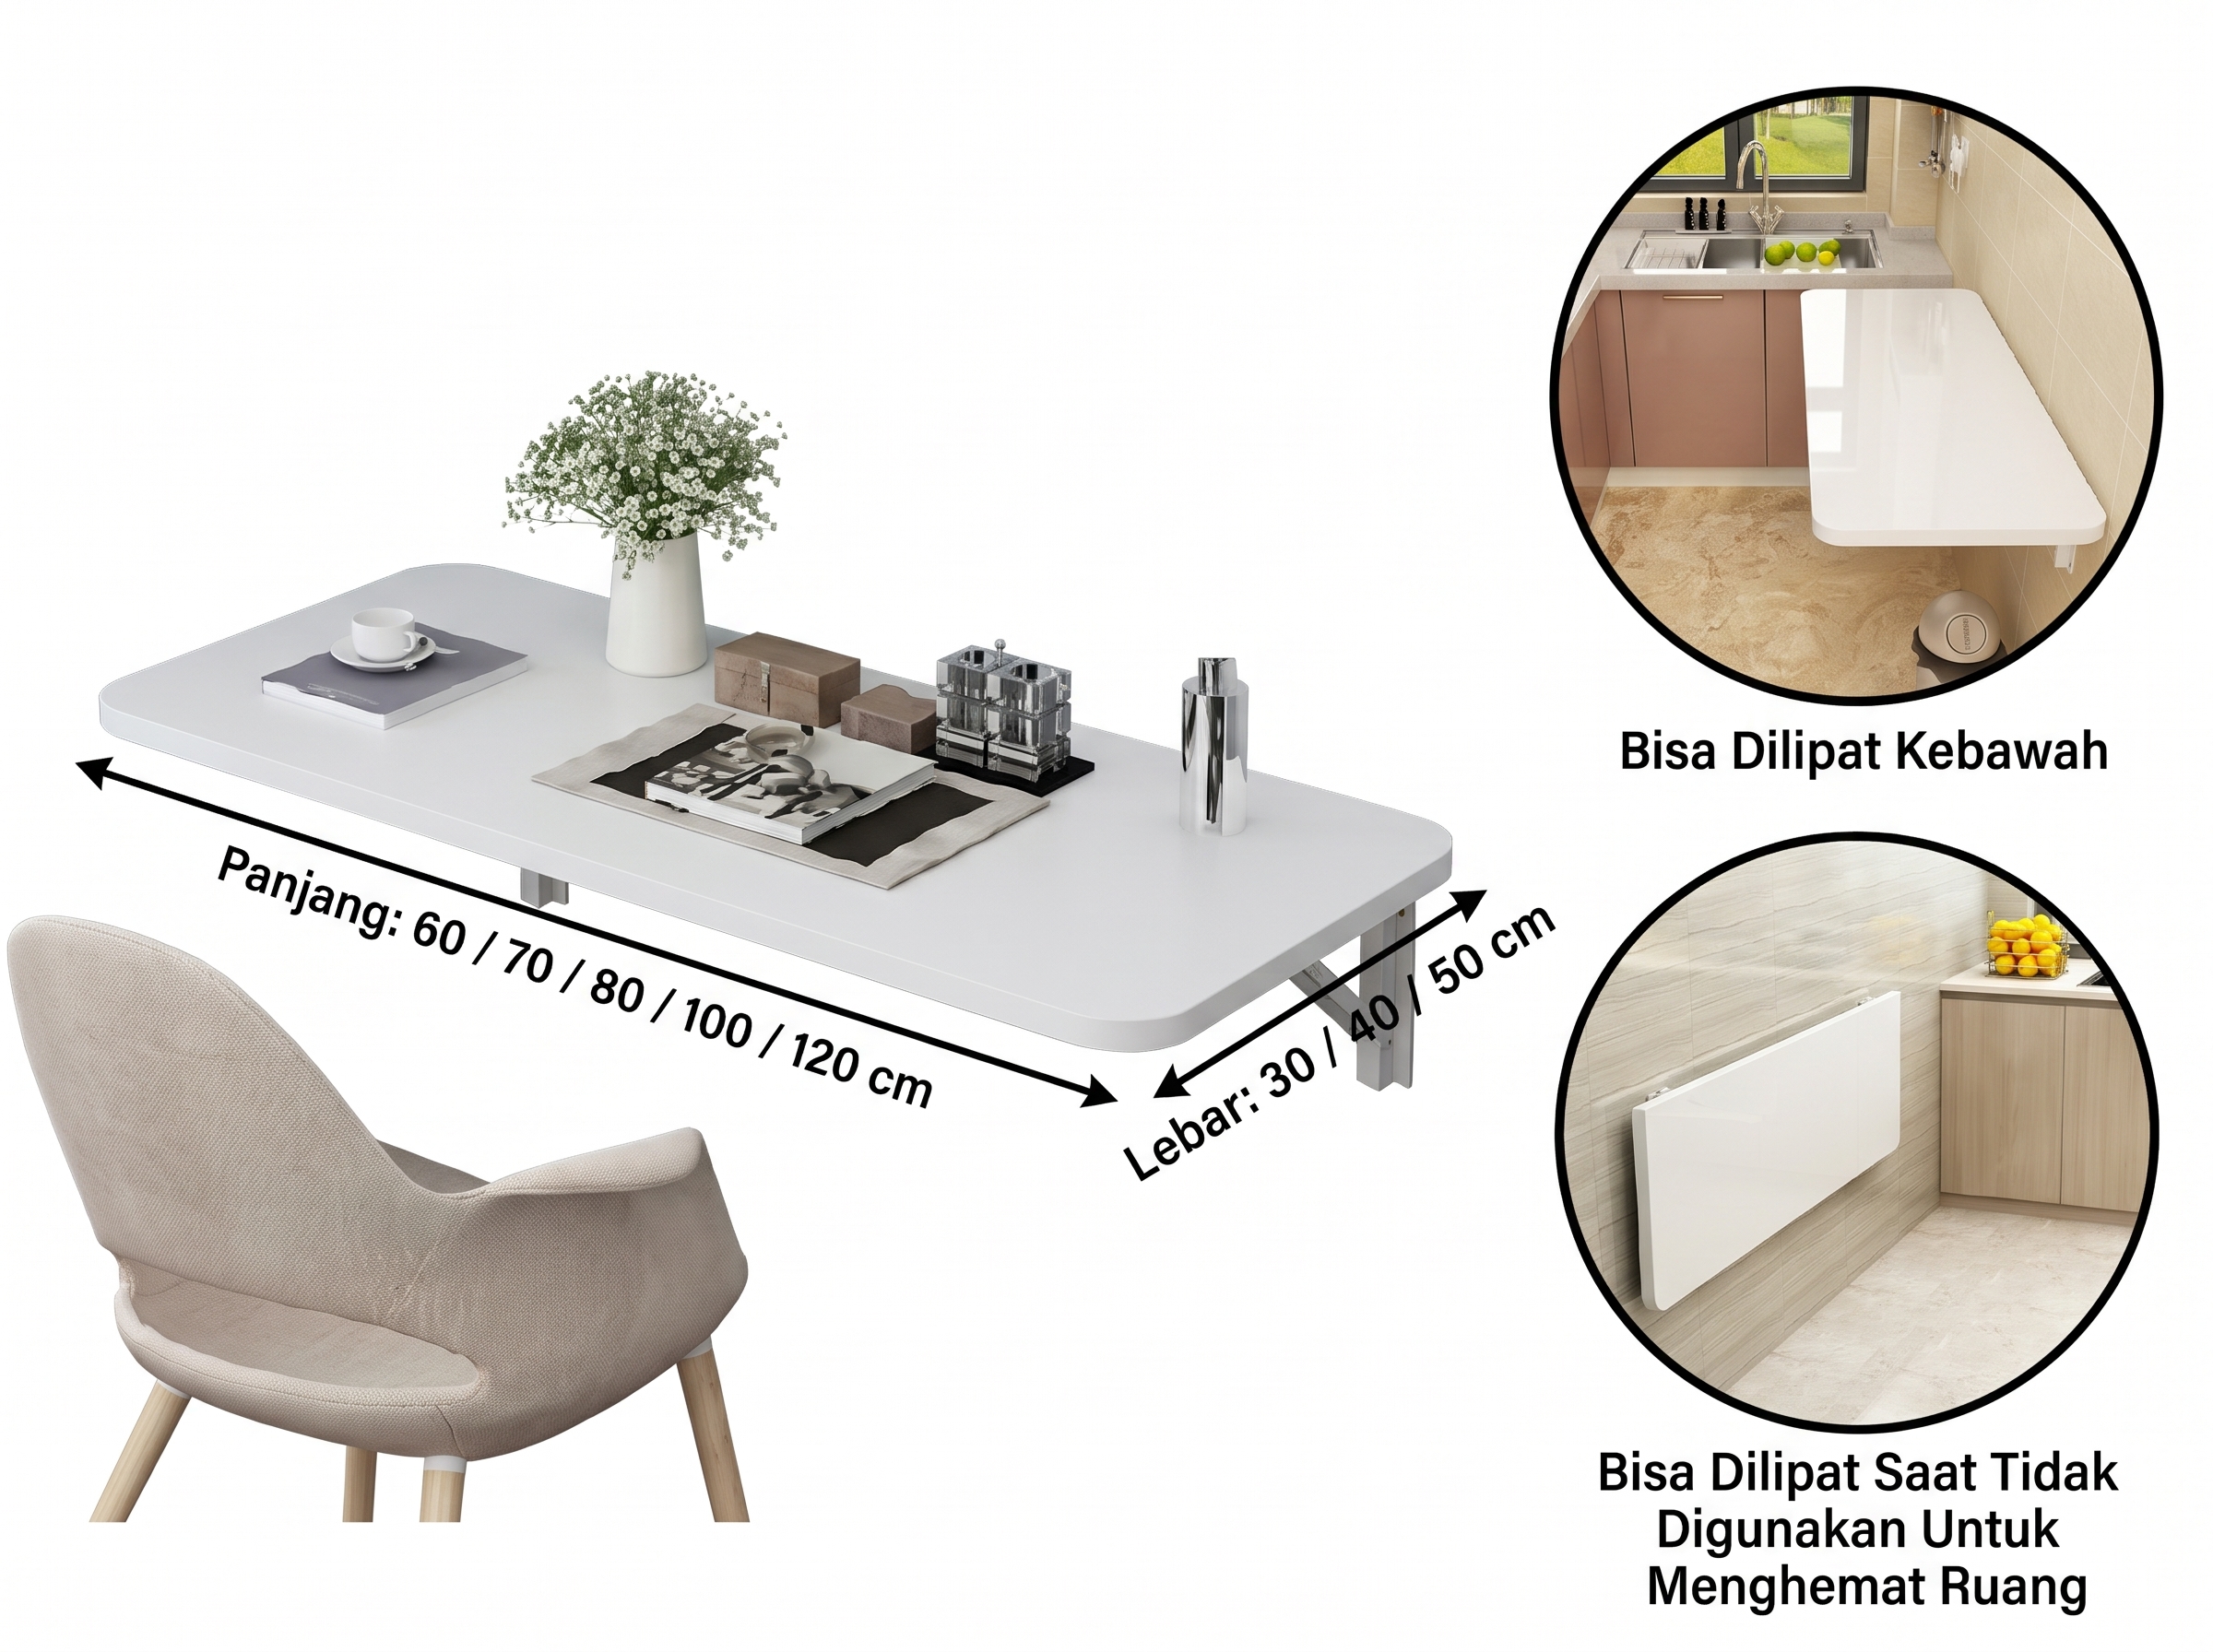 Bisa Dilipat Kebawah
Panjang: 60 / 70 / 80 / 100 / 120 cm
Lebar: 30 / 40 / 50 cm
Bisa Dilipat Saat Tidak
Digunakan Untuk
Menghemat Ruang